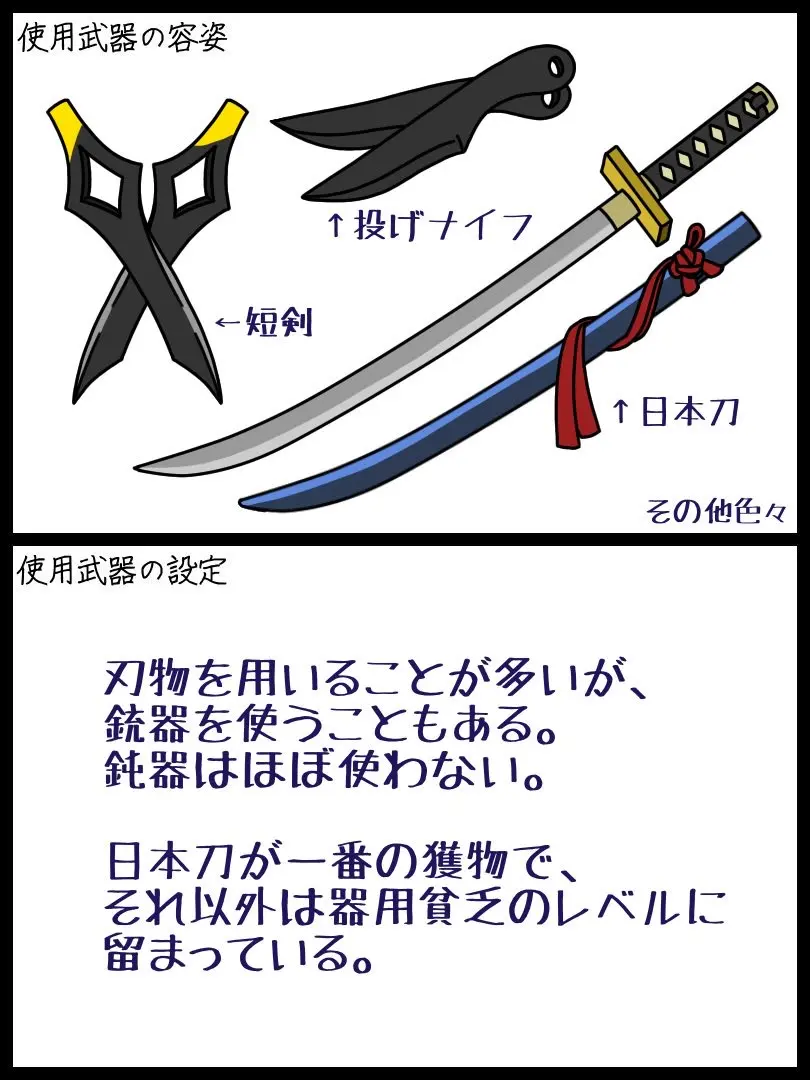 使用武器の容姿
↑投げナイフ
←短剣
↑日本刀
その他色々
使用武器の設定
刃物を用いることが多いが、
銃器を使うこともある。
鈍器はほぼ使わない。
日本刀が一番の獲物で、
それ以外は器用貧乏のレベルに
留まっている。